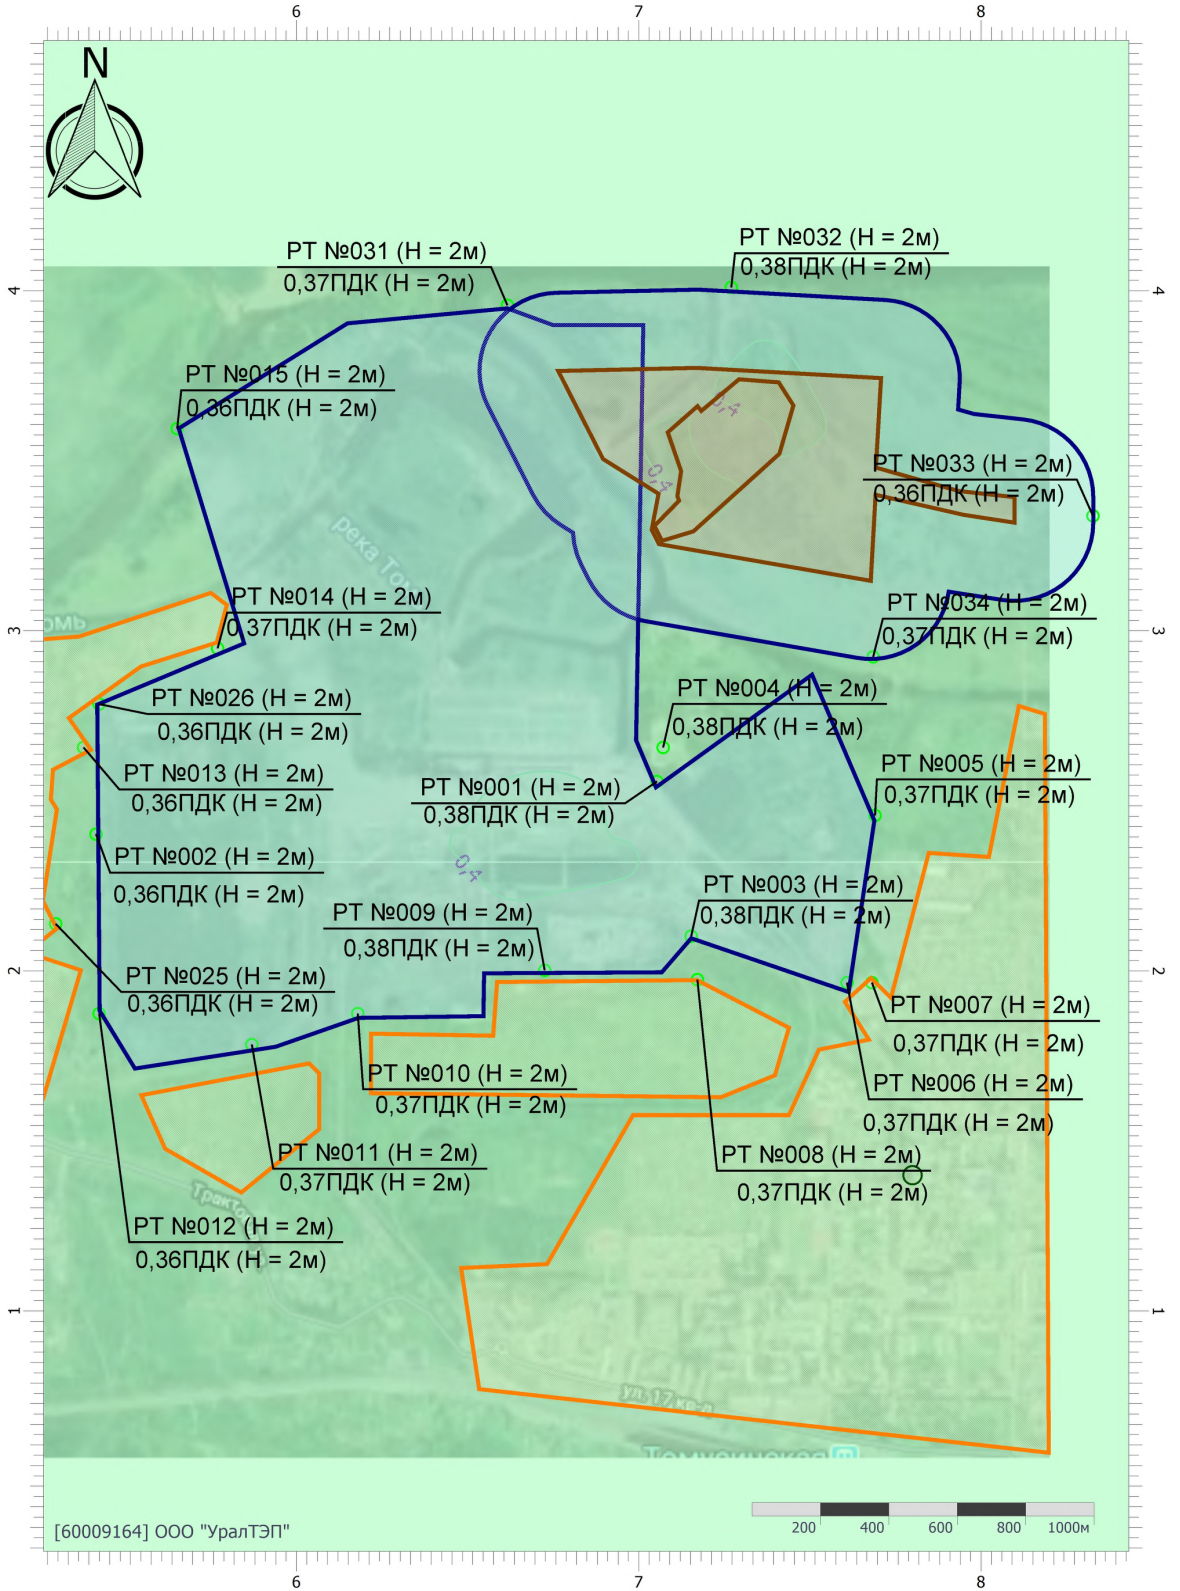 6 7 8
N
РТ №032 (Н = 2м)
0,38ПДК (Н = 2м)
РТ №031 (Н = 2м)
0,37ПДК (Н = 2м)
4 4
РТ №015 (Н = 2м)
0,36ПДК (Н = 2м)
0,4
РТ №033 (Н = 2м)
0,36ПДК (Н = 2м)
0,4
река Томь
РТ №014 (Н = 2м)
0,37ПДК (Н = 2м)
РТ №034 (Н = 2м)
0,37ПДК (Н = 2м)
омь
3 3
РТ №026 (Н = 2м)
0,36ПДК (Н = 2м)
РТ №004 (Н = 2м)
0,38ПДК (Н = 2м)
РТ №013 (Н = 2м)
0,36ПДК (Н = 2м)
РТ №001 (Н = 2м)
0,38ПДК (Н = 2м)
РТ №005 (Н = 2м)
0,37ПДК (Н = 2м)
РТ №002 (Н = 2м)
0,36ПДК (Н = 2м)
0,4
РТ №003 (Н = 2м)
0,38ПДК (Н = 2м)
РТ №009 (Н = 2м)
0,38ПДК (Н = 2м)
2 2
РТ №025 (Н = 2м)
0,36ПДК (Н = 2м)
РТ №007 (Н = 2м)
0,37ПДК (Н = 2м)
РТ №010 (Н = 2м)
0,37ПДК (Н = 2м)
РТ №006 (Н = 2м)
0,37ПДК (Н = 2м)
РТ №011 (Н = 2м)
0,37ПДК (Н = 2м)
РТ №008 (Н = 2м)
0,37ПДК (Н = 2м)
РТ №012 (Н = 2м)
0,36ПДК (Н = 2м)
1 1
ул. 17 кв-л
Томусинская
200 400 600 800 1000м
[60009164] ООО "УралТЭП"
6 7 8